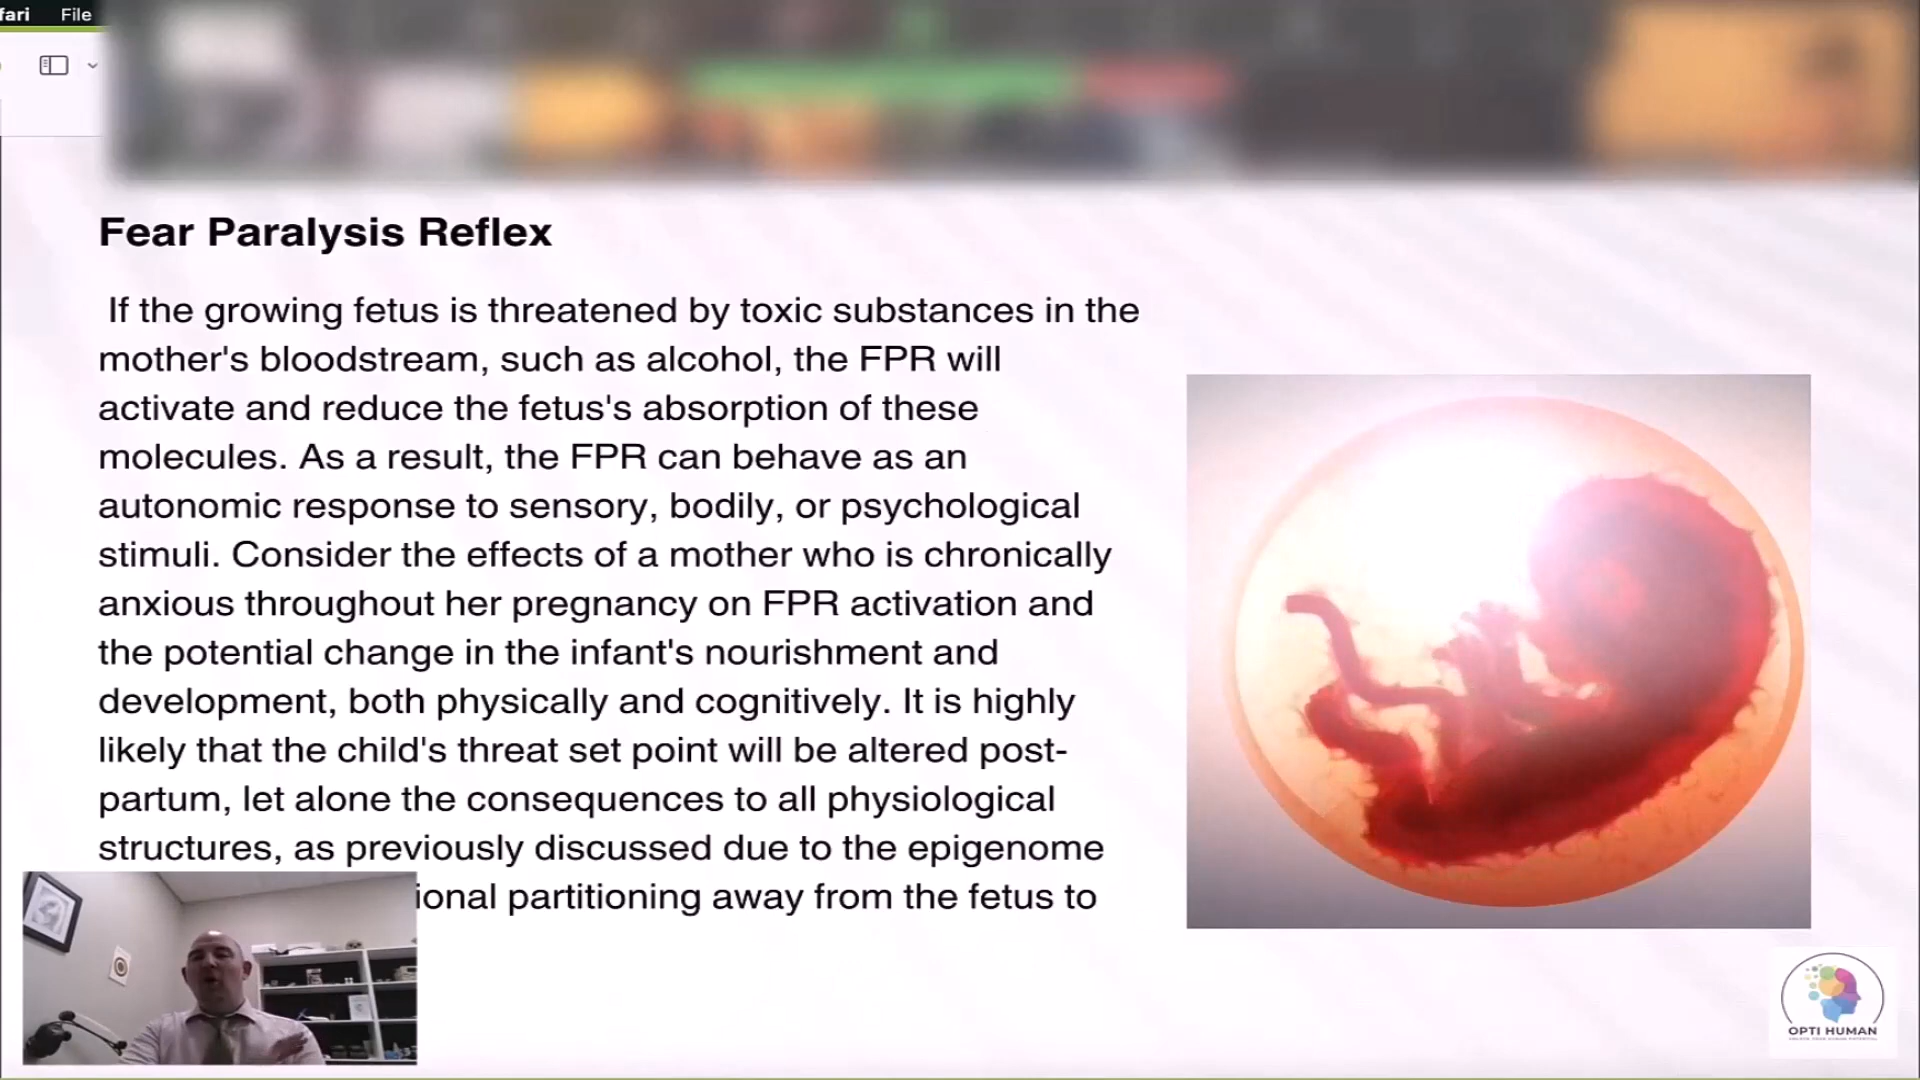 fari File
Fear Paralysis Reflex
If the growing fetus is threatened by toxic substances in the
mother's bloodstream, such as alcohol, the FPR will
activate and reduce the fetus's absorption of these
molecules. As a result, the FPR can behave as an
autonomic response to sensory, bodily, or psychological
stimuli. Consider the effects of a mother who is chronically
anxious throughout her pregnancy on FPR activation and
the potential change in the infant's nourishment and
development, both physically and cognitively. It is highly
likely that the child's threat set point will be altered post-
partum, let alone the consequences to all physiological
structures, as previously discussed due to the epigenome
ional partitioning away from the fetus to
OPTI HUMAN